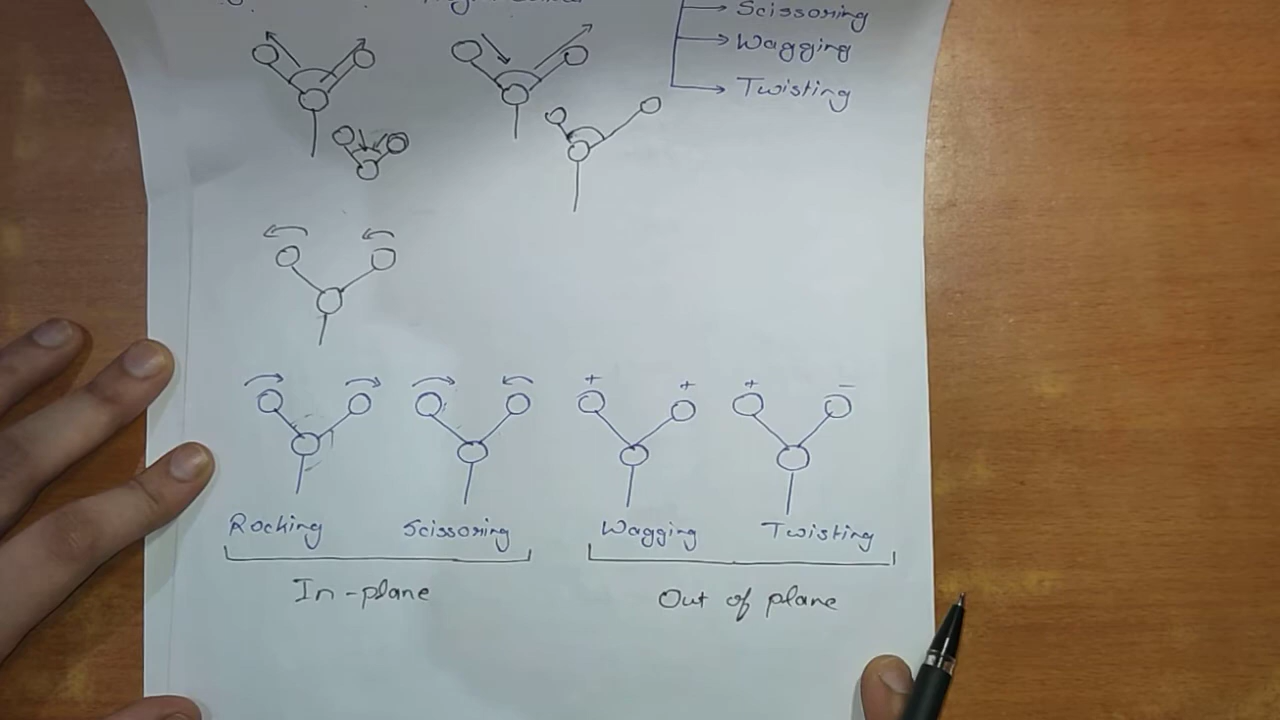 Scissoring
Wagging
Twisting
+ + + -
Rocking Scissoring Wagging Twisting
In-plane Out of plane